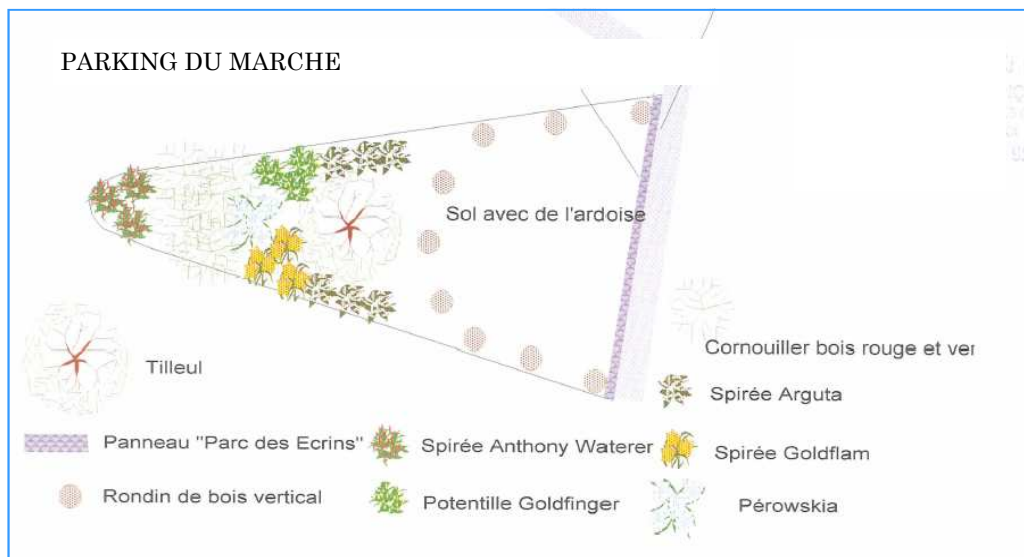 PARKING DU MARCHE
Sol avec de l'ardoise
Tilleul
Cornouiller bois rouge et ver
Spirée Arguta
Panneau "Parc des Ecrins"
Spirée Anthony Waterer
Spirée Goldflam
Rondin de bois vertical
Potentille Goldfinger
Pérowskia